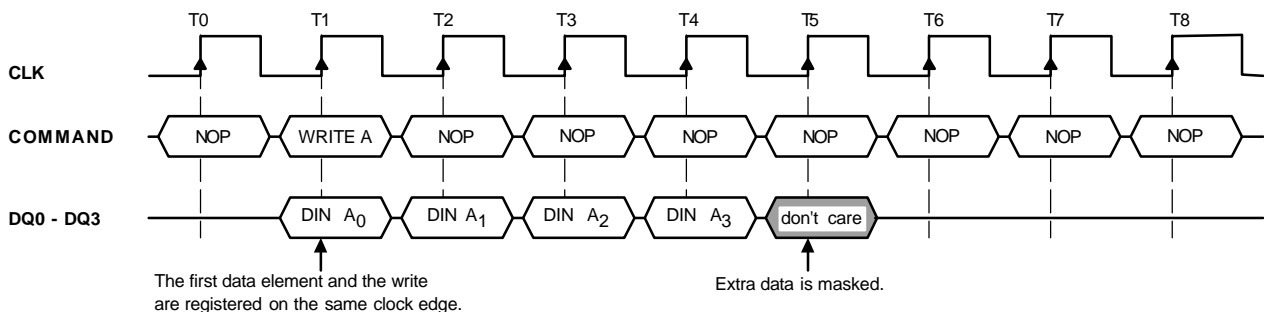 T0 T1 T2 T3 T4 T5 T6 T7 T8
CLK
COMMAND NOP WRITE A NOP NOP NOP NOP NOP NOP NOP
DQ0 - DQ3 DIN A0 DIN A1 DIN A2 DIN A3 don't care
The first data element and the write
are registered on the same clock edge.
Extra data is masked.